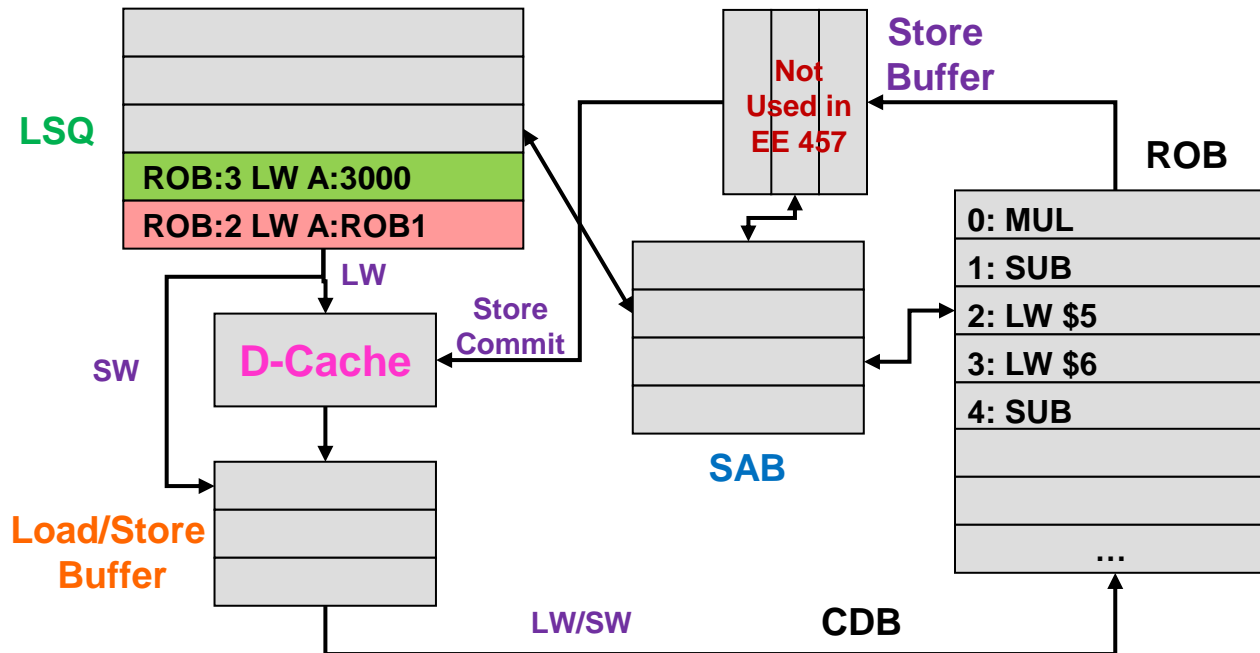 Store
Buffer
Not
Used in
EE 457
LSQ
ROB
ROB:3 LW A:3000
ROB:2 LW A:ROB1
0: MUL
1: SUB
2: LW $5
3: LW $6
4: SUB
...
LW
Store
Commit
SW
D-Cache
SAB
Load/Store
Buffer
LW/SW
CDB